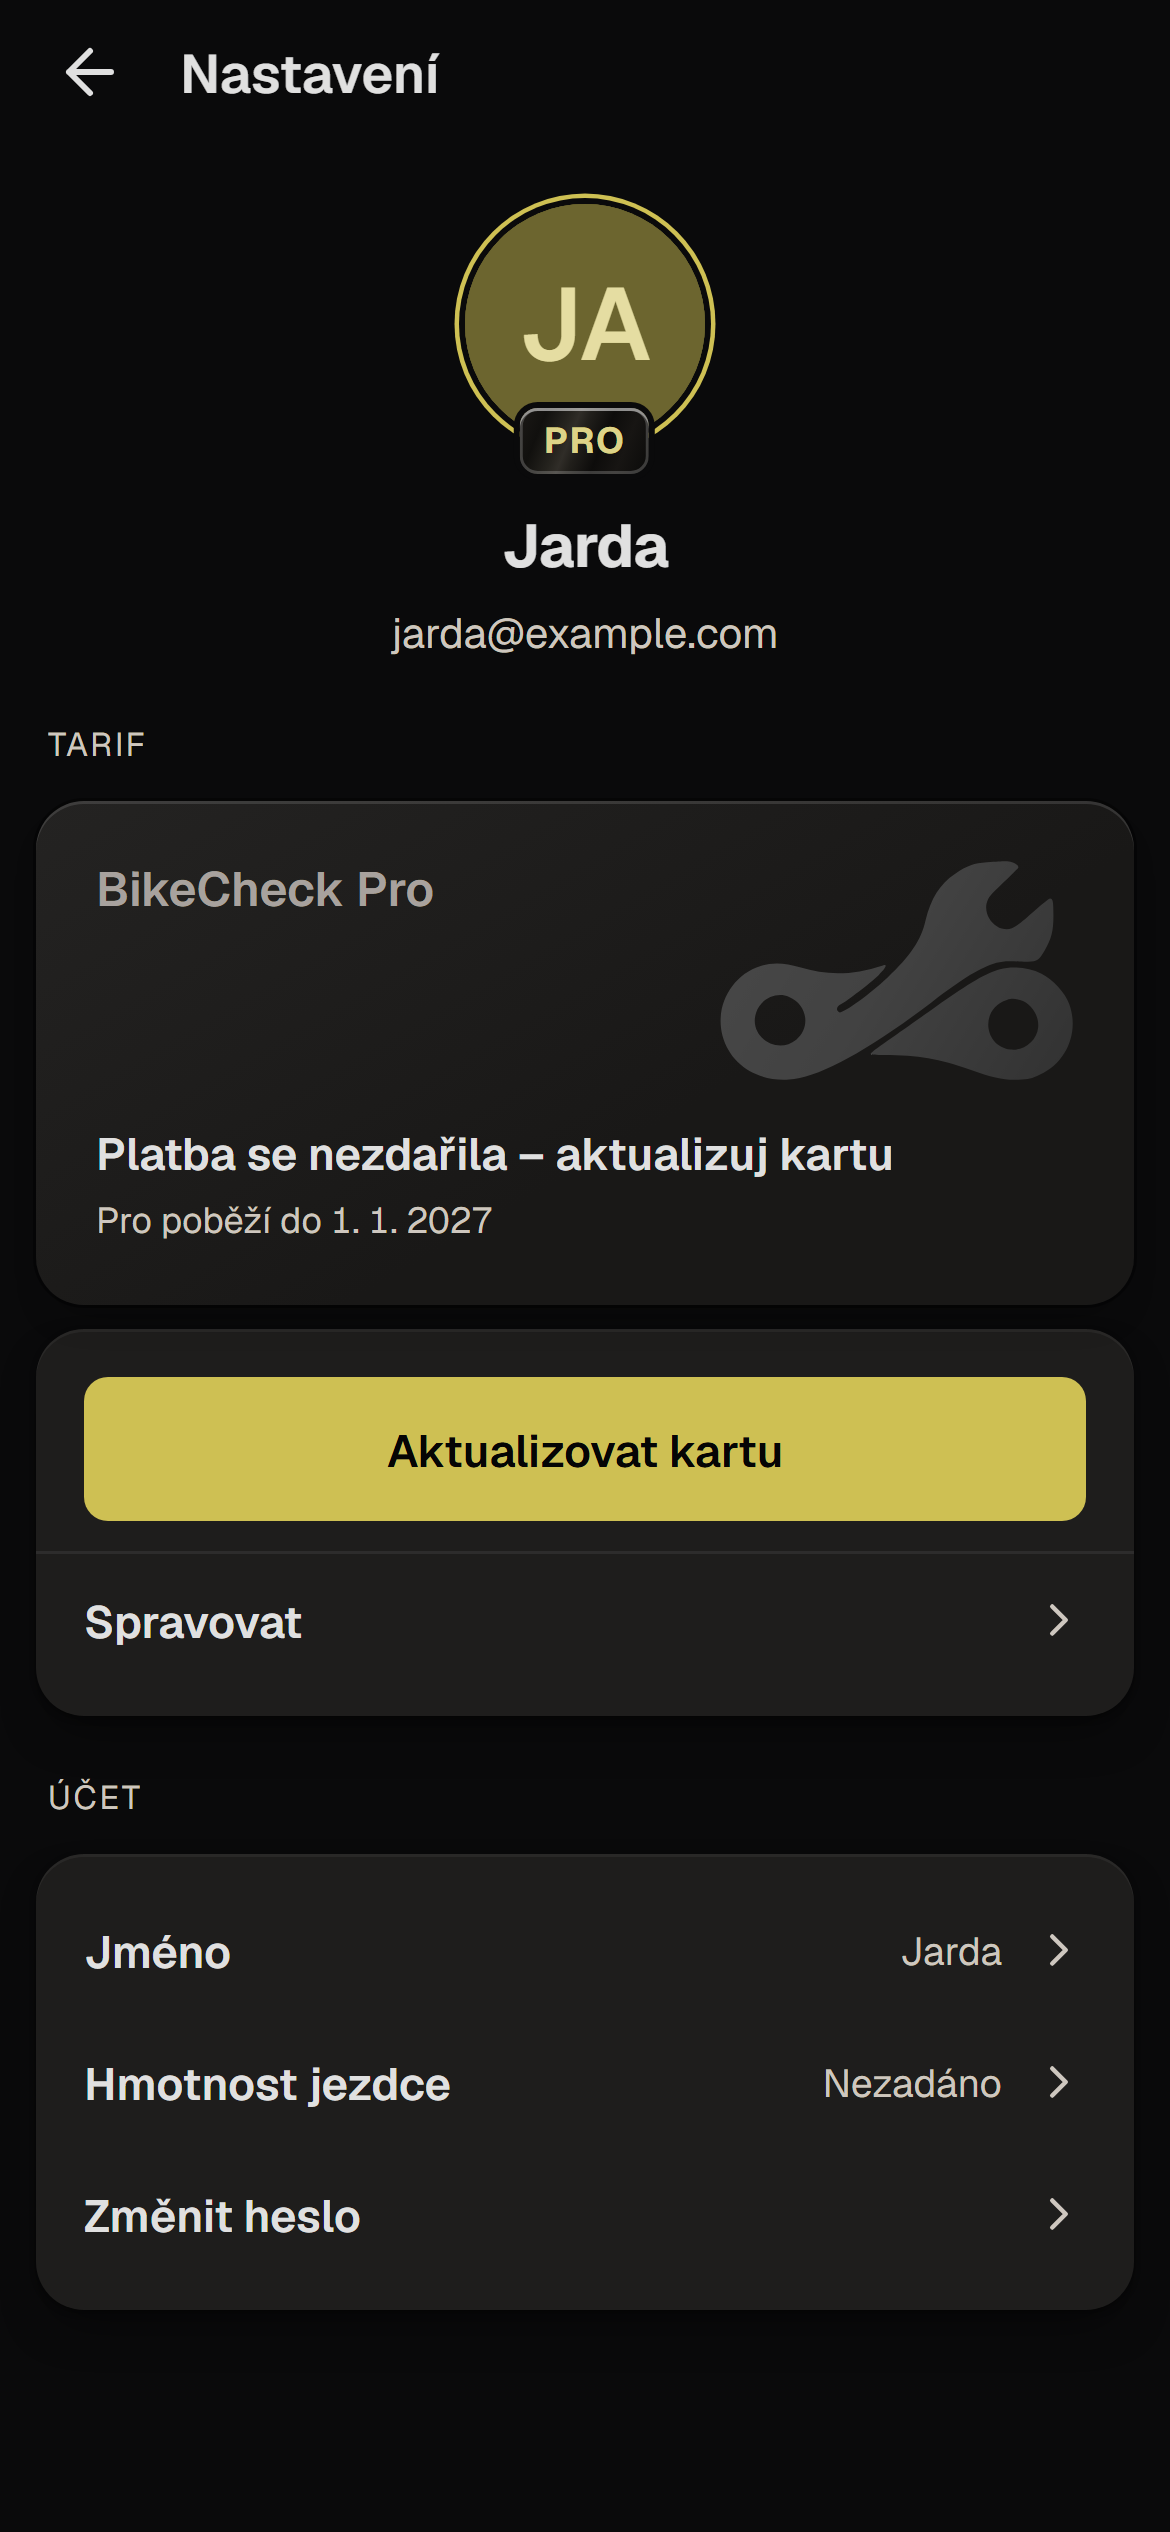 Nastavení
JA
PRO
Jarda
jarda@example.com
TARIF
BikeCheck Pro
Platba se nezdařila – aktualizuj kartu
Pro poběží do 1. 1. 2027
Aktualizovat kartu
Spravovat
ÚČET
Jméno Jarda
Hmotnost jezdce Nezadáno
Změnit heslo